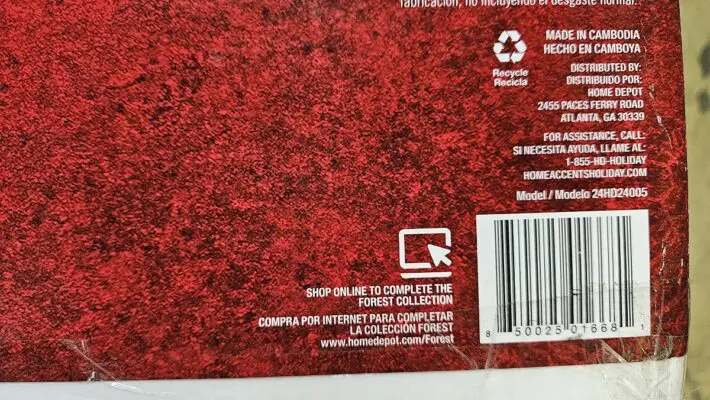 fabricación, no incluyendo el desgaste normal.
MADE IN CAMBODIA
HECHO EN CAMBOYA
Recycle
Recicla
DISTRIBUTED BY:
DISTRIBUIDO POR:
HOME DEPOT
2455 PACES FERRY ROAD
ATLANTA, GA 30339
FOR ASSISTANCE, CALL:
SI NECESITA AYUDA, LLAME AL:
1-855-HD-HOLIDAY
HOMEACCENTSHOLIDAY.COM
Model / Modelo 24HD24005
SHOP ONLINE TO COMPLETE THE
FOREST COLLECTION
COMPRA POR INTERNET PARA COMPLETAR
LA COLECCIÓN FOREST
www.homedepot.com/Forest
8 50025 01668 1